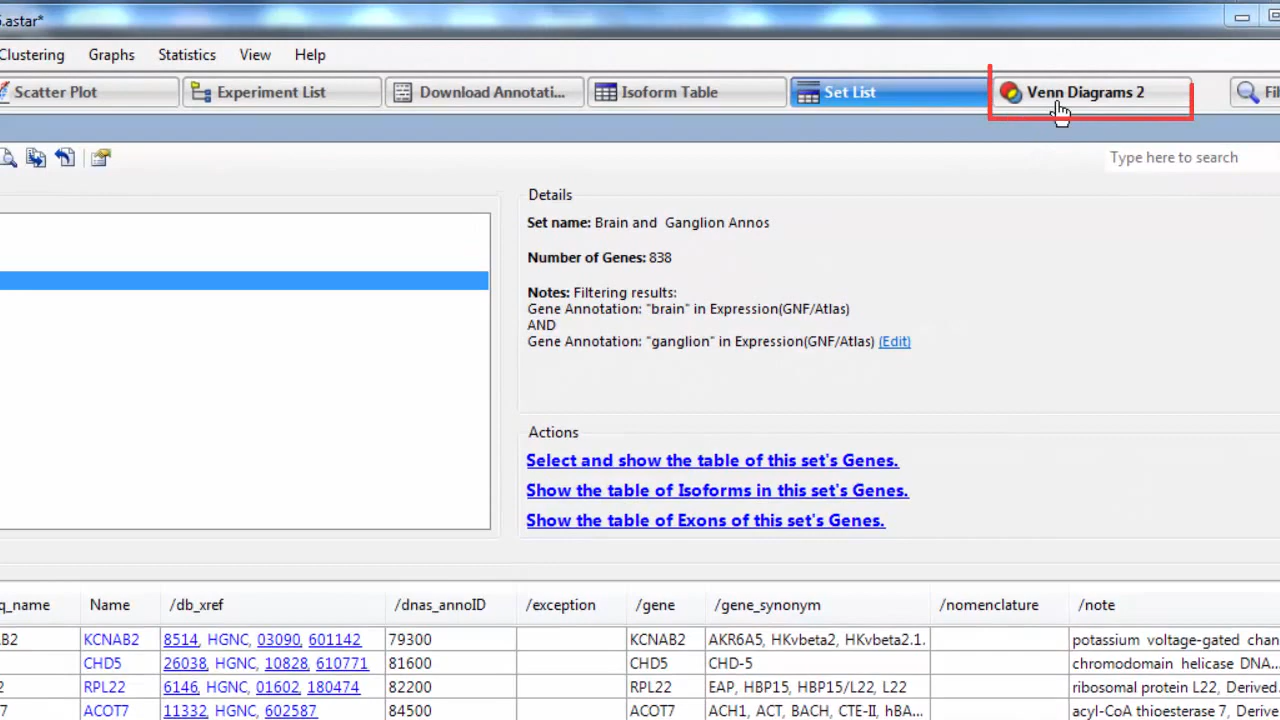 5.astar*
Clustering Graphs Statistics View Help
Scatter Plot Experiment List Download Annotati... Isoform Table Set List Venn Diagrams 2 Fil
Type here to search
Details
Set name: Brain and Ganglion Annos
Number of Genes: 838
Notes: Filtering results:
Gene Annotation: "brain" in Expression(GNF/Atlas)
AND
Gene Annotation: "ganglion" in Expression(GNF/Atlas) (Edit)
Actions
Select and show the table of this set's Genes.
Show the table of Isoforms in this set's Genes.
Show the table of Exons of this set's Genes.
q_name Name /db_xref /dnas_annoID /exception /gene /gene_synonym /nomenclature /note
AB2 KCNAB2 8514, HGNC, 03090, 601142 79300 KCNAB2 AKR6A5, HKvbeta2, HKvbeta2.1. potassium voltage-gated chan
CHD5 26038, HGNC, 10828, 610771 81600 CHD5 CHD-5 chromodomain helicase DNA...
2 RPL22 6146, HGNC, 01602, 180474 82200 RPL22 EAP, HBP15, HBP15/L22, L22 ribosomal protein L22, Derived.
7 ACOT7 11332, HGNC, 602587 84500 ACOT7 ACH1, ACT, BACH, CTE-II, hBA... acyl-CoA thioesterase 7, Derive